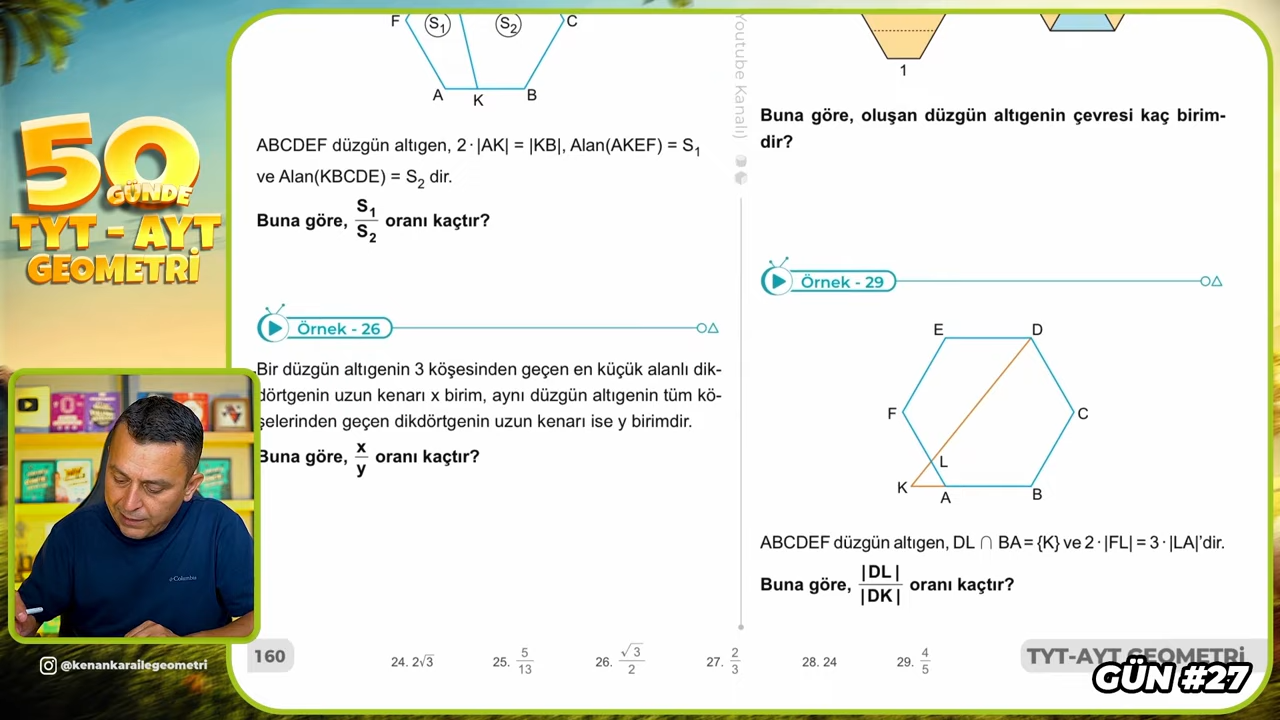 50
GÜNDE
TYT - AYT
GEOMETRİ
F
S1
S2
C
A
K
B
ABCDEF düzgün altıgen, 2·|AK| = |KB|, Alan(AKEF) = S1
ve Alan(KBCDE) = S2 dir.
Buna göre, S1/S2 oranı kaçtır?
Örnek - 26
Bir düzgün altıgenin 3 köşesinden geçen en küçük alanlı dik-
dörtgenin uzun kenarı x birim, aynı düzgün altıgenin tüm kö-
şelerinden geçen dikdörtgenin uzun kenarı ise y birimdir.
Buna göre, x/y oranı kaçtır?
Youtube Kanalı)
1
Buna göre, oluşan düzgün altıgenin çevresi kaç birim-
dir?
Örnek - 29
E
D
F
C
L
K
A
B
ABCDEF düzgün altıgen, DL ∩ BA = {K} ve 2·|FL| = 3·|LA|'dir.
Buna göre, |DL|/|DK| oranı kaçtır?
160
24. 2√3
25. 5/13
26. √3/2
27. 2/3
28. 24
29. 4/5
TYT-AYT GEOMETRİ
GÜN #27
@kenankarailegeometri